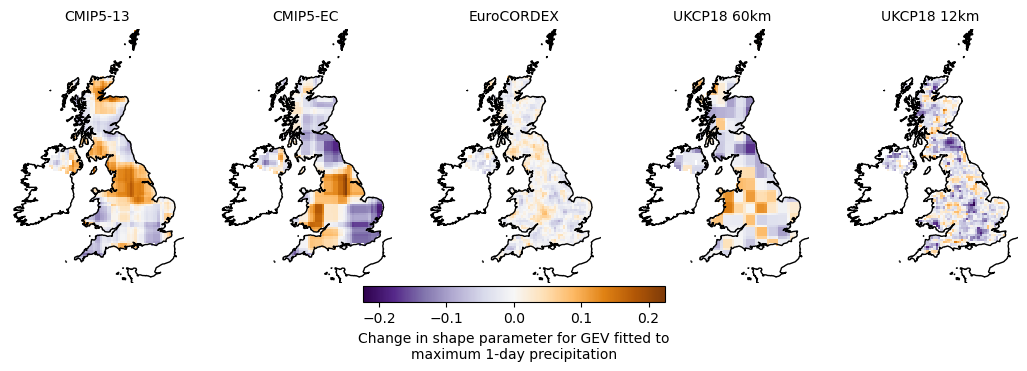 CMIP5-13 CMIP5-EC EuroCORDEX UKCP18 60km UKCP18 12km
−0.2 −0.1 0.0 0.1 0.2
Change in shape parameter for GEV fitted to
maximum 1-day precipitation